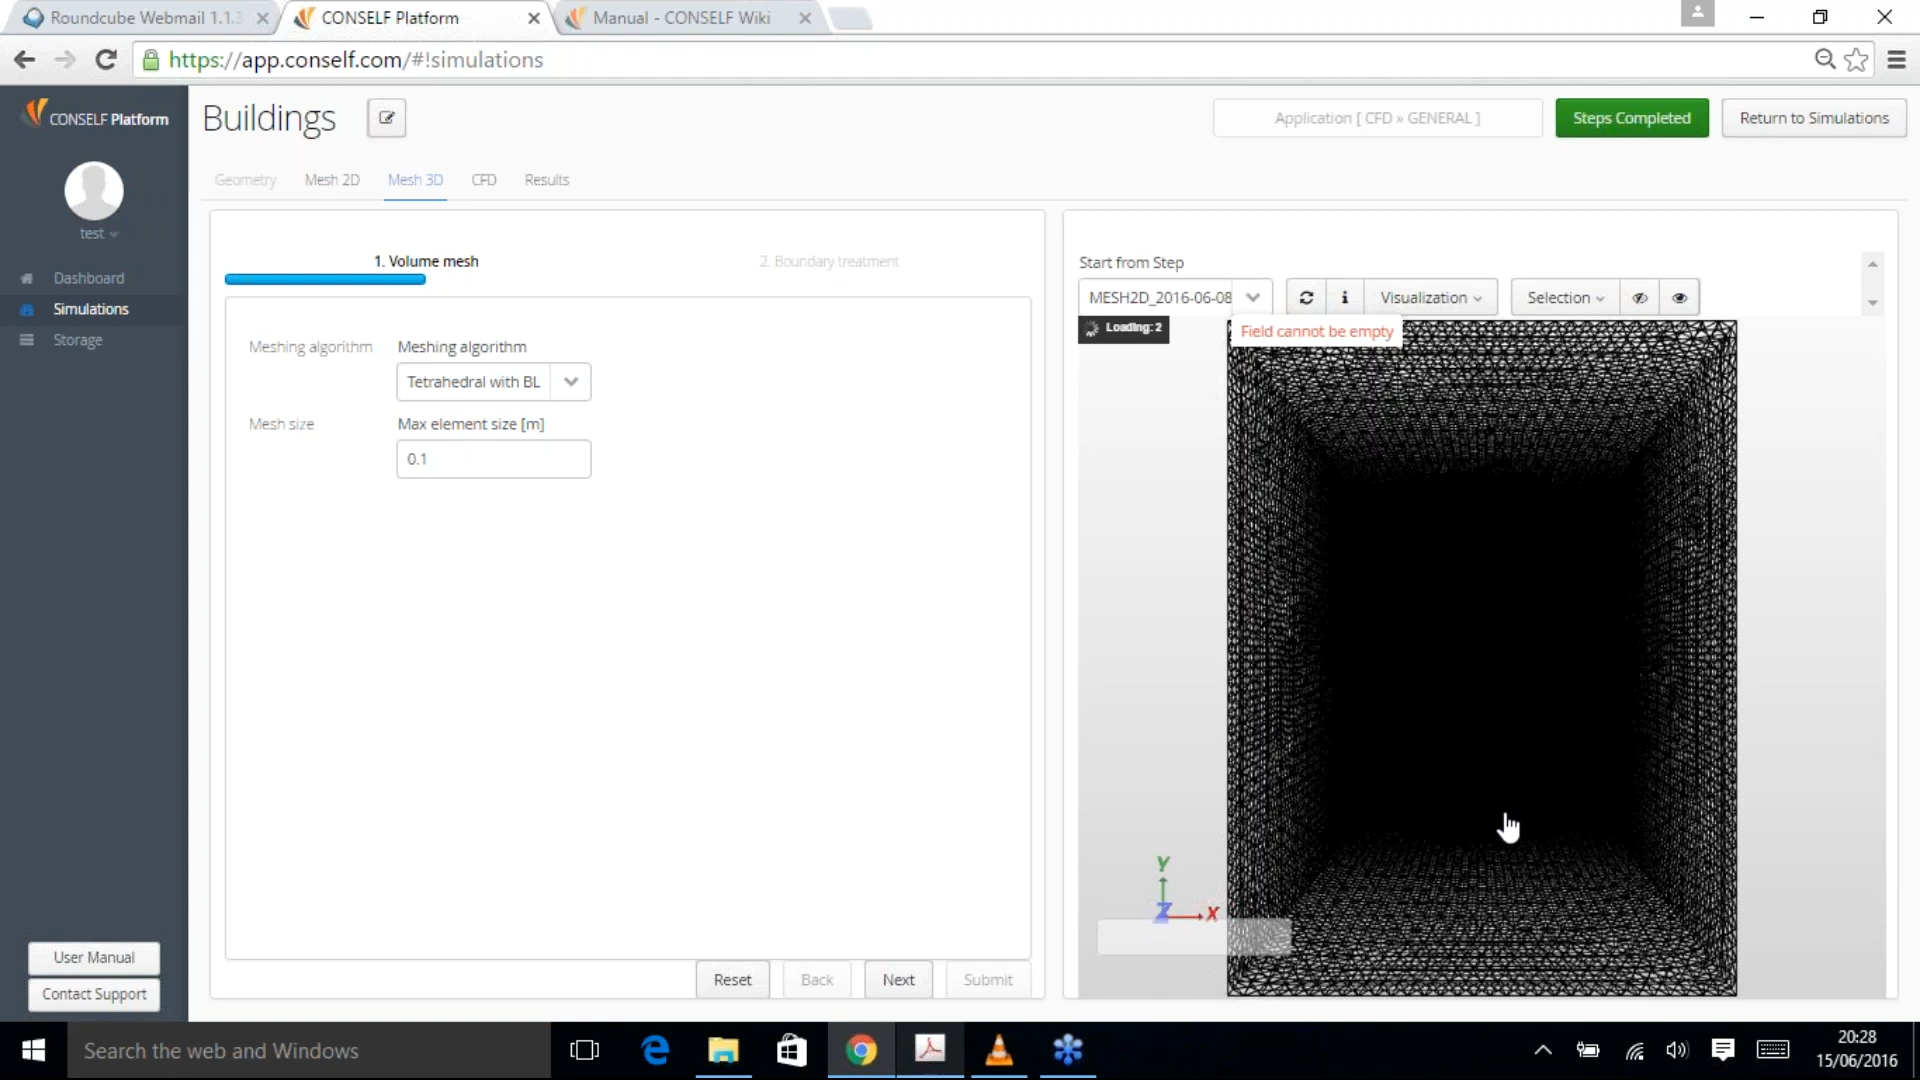 Roundcube Webmail 1.1.3
CONSELF Platform
Manual - CONSELF Wiki
https://app.conself.com/#!simulations
CONSELF Platform
test
Dashboard
Simulations
Storage
User Manual
Contact Support
Buildings
Application [ CFD » GENERAL ]
Steps Completed
Return to Simulations
Geometry
Mesh 2D
Mesh 3D
CFD
Results
1. Volume mesh
2. Boundary treatment
Meshing algorithm
Meshing algorithm
Tetrahedral with BL
Mesh size
Max element size [m]
0.1
Reset
Back
Next
Submit
Start from Step
MESH2D_2016-06-08
Visualization
Selection
Loading: 2
Field cannot be empty
Y
Z
X
Search the web and Windows
20:28
15/06/2016